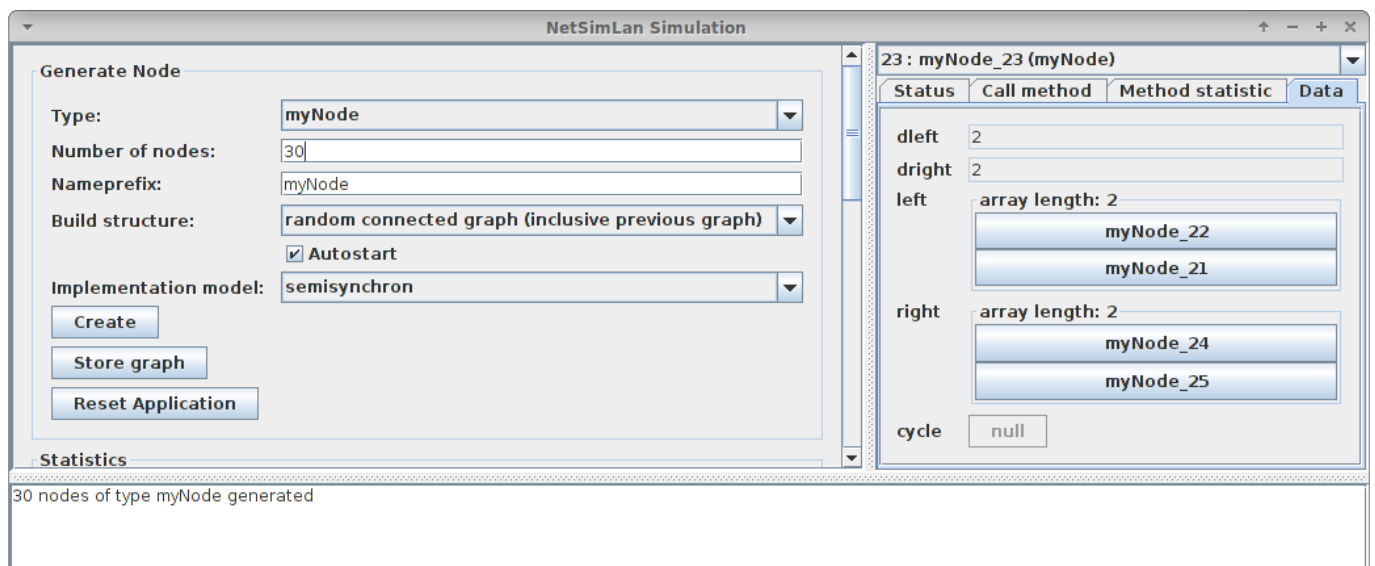 NetSimLan Simulation
Generate Node
Type:
myNode
Number of nodes:
30
Nameprefix:
myNode
Build structure:
random connected graph (inclusive previous graph)
Autostart
Implementation model:
semisynchron
Create
Store graph
Reset Application
Statistics
23 : myNode_23 (myNode)
Status Call method Method statistic Data
dleft 2
dright 2
left array length: 2
myNode_22
myNode_21
right array length: 2
myNode_24
myNode_25
cycle null
30 nodes of type myNode generated